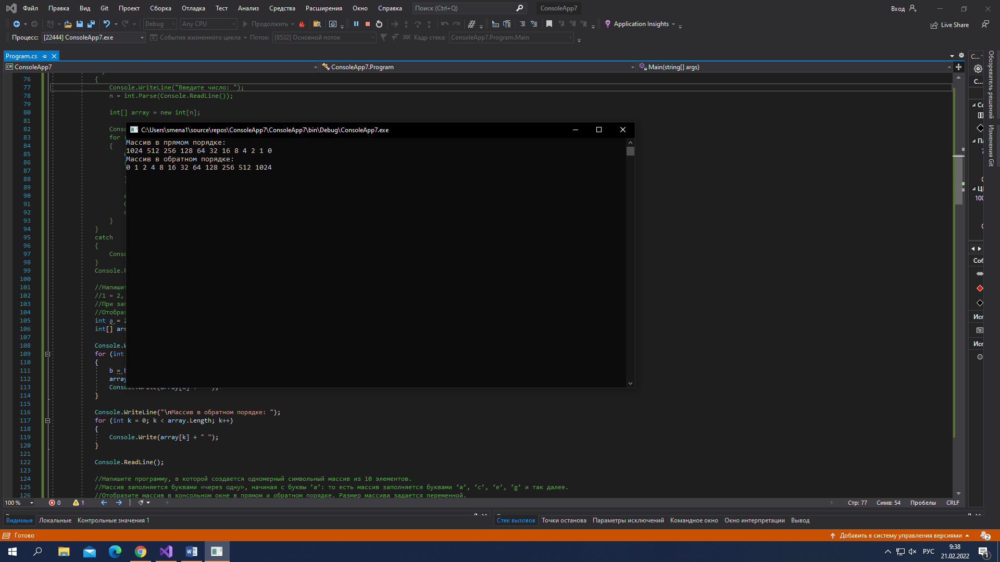 Файл Правка Вид Git Проект Сборка Отладка Тест Анализ Средства Расширения Окно Справка Поиск (Ctrl+Q) ConsoleApp7 Вход
Debug Any CPU Продолжить Application Insights Live Share
Процесс: [22444] ConsoleApp7.exe События жизненного цикла Поток: [8532] Основной поток Кадр стека: ConsoleApp7.Program.Main
Program.cs
C# ConsoleApp7 ConsoleApp7.Program Main(string[] args)
76 {
77 Console.WriteLine("Введите число: ");
78 n = int.Parse(Console.ReadLine());
79
80 int[] array = new int[n];
81
82 Conso
83 for
84 {
85
86
87
88
89
90 a
91
92
93 }
94 }
95 catch
96 {
97 Conso
98 }
99 Console.
100
101 //Напишит
102 //1 = 2,
103 //При зап
104 //Отобраз
105 int a = 2
106 int[] arr
107
108 Console.W
109 for (int
110 {
111 b = b
112 array
113 Console.Write(array[k] + " ");
114 }
115
116 Console.WriteLine("\nМассив в обратном порядке: ");
117 for (int k = 0; k < array.Length; k++)
118 {
119 Console.Write(array[k] + " ");
120 }
121
122 Console.ReadLine();
123
124 //Напишите программу, в которой создается одномерный символьный массив из 10 элементов.
125 //Массив заполняется буквами «через одну», начиная с буквы ’a’: то есть массив заполняется буквами ‘a’, ‘c’, ‘e’, ‘g’ и так далее.
126 //Отобразите массив в консольном окне в прямом и обратном порядке. Размер массива задается переменной.
C:\Users\smena1\source\repos\ConsoleApp7\ConsoleApp7\bin\Debug\ConsoleApp7.exe
Массив в прямом порядке:
1024 512 256 128 64 32 16 8 4 2 1 0
Массив в обратном порядке:
0 1 2 4 8 16 32 64 128 256 512 1024
Обозреватель решений
Изменения Git
100
Соб
Исп
Исп
100 % 0 1 Стр: 77 Симв: 54 Пробелы CRLF
Видимые Локальные Контрольные значения 1 Стек вызовов Точки останова Параметры исключений Командное окно Окно интерпретации Вывод
Готово Добавить в систему управления версиями 2
РУС 9:38
21.02.2022 1